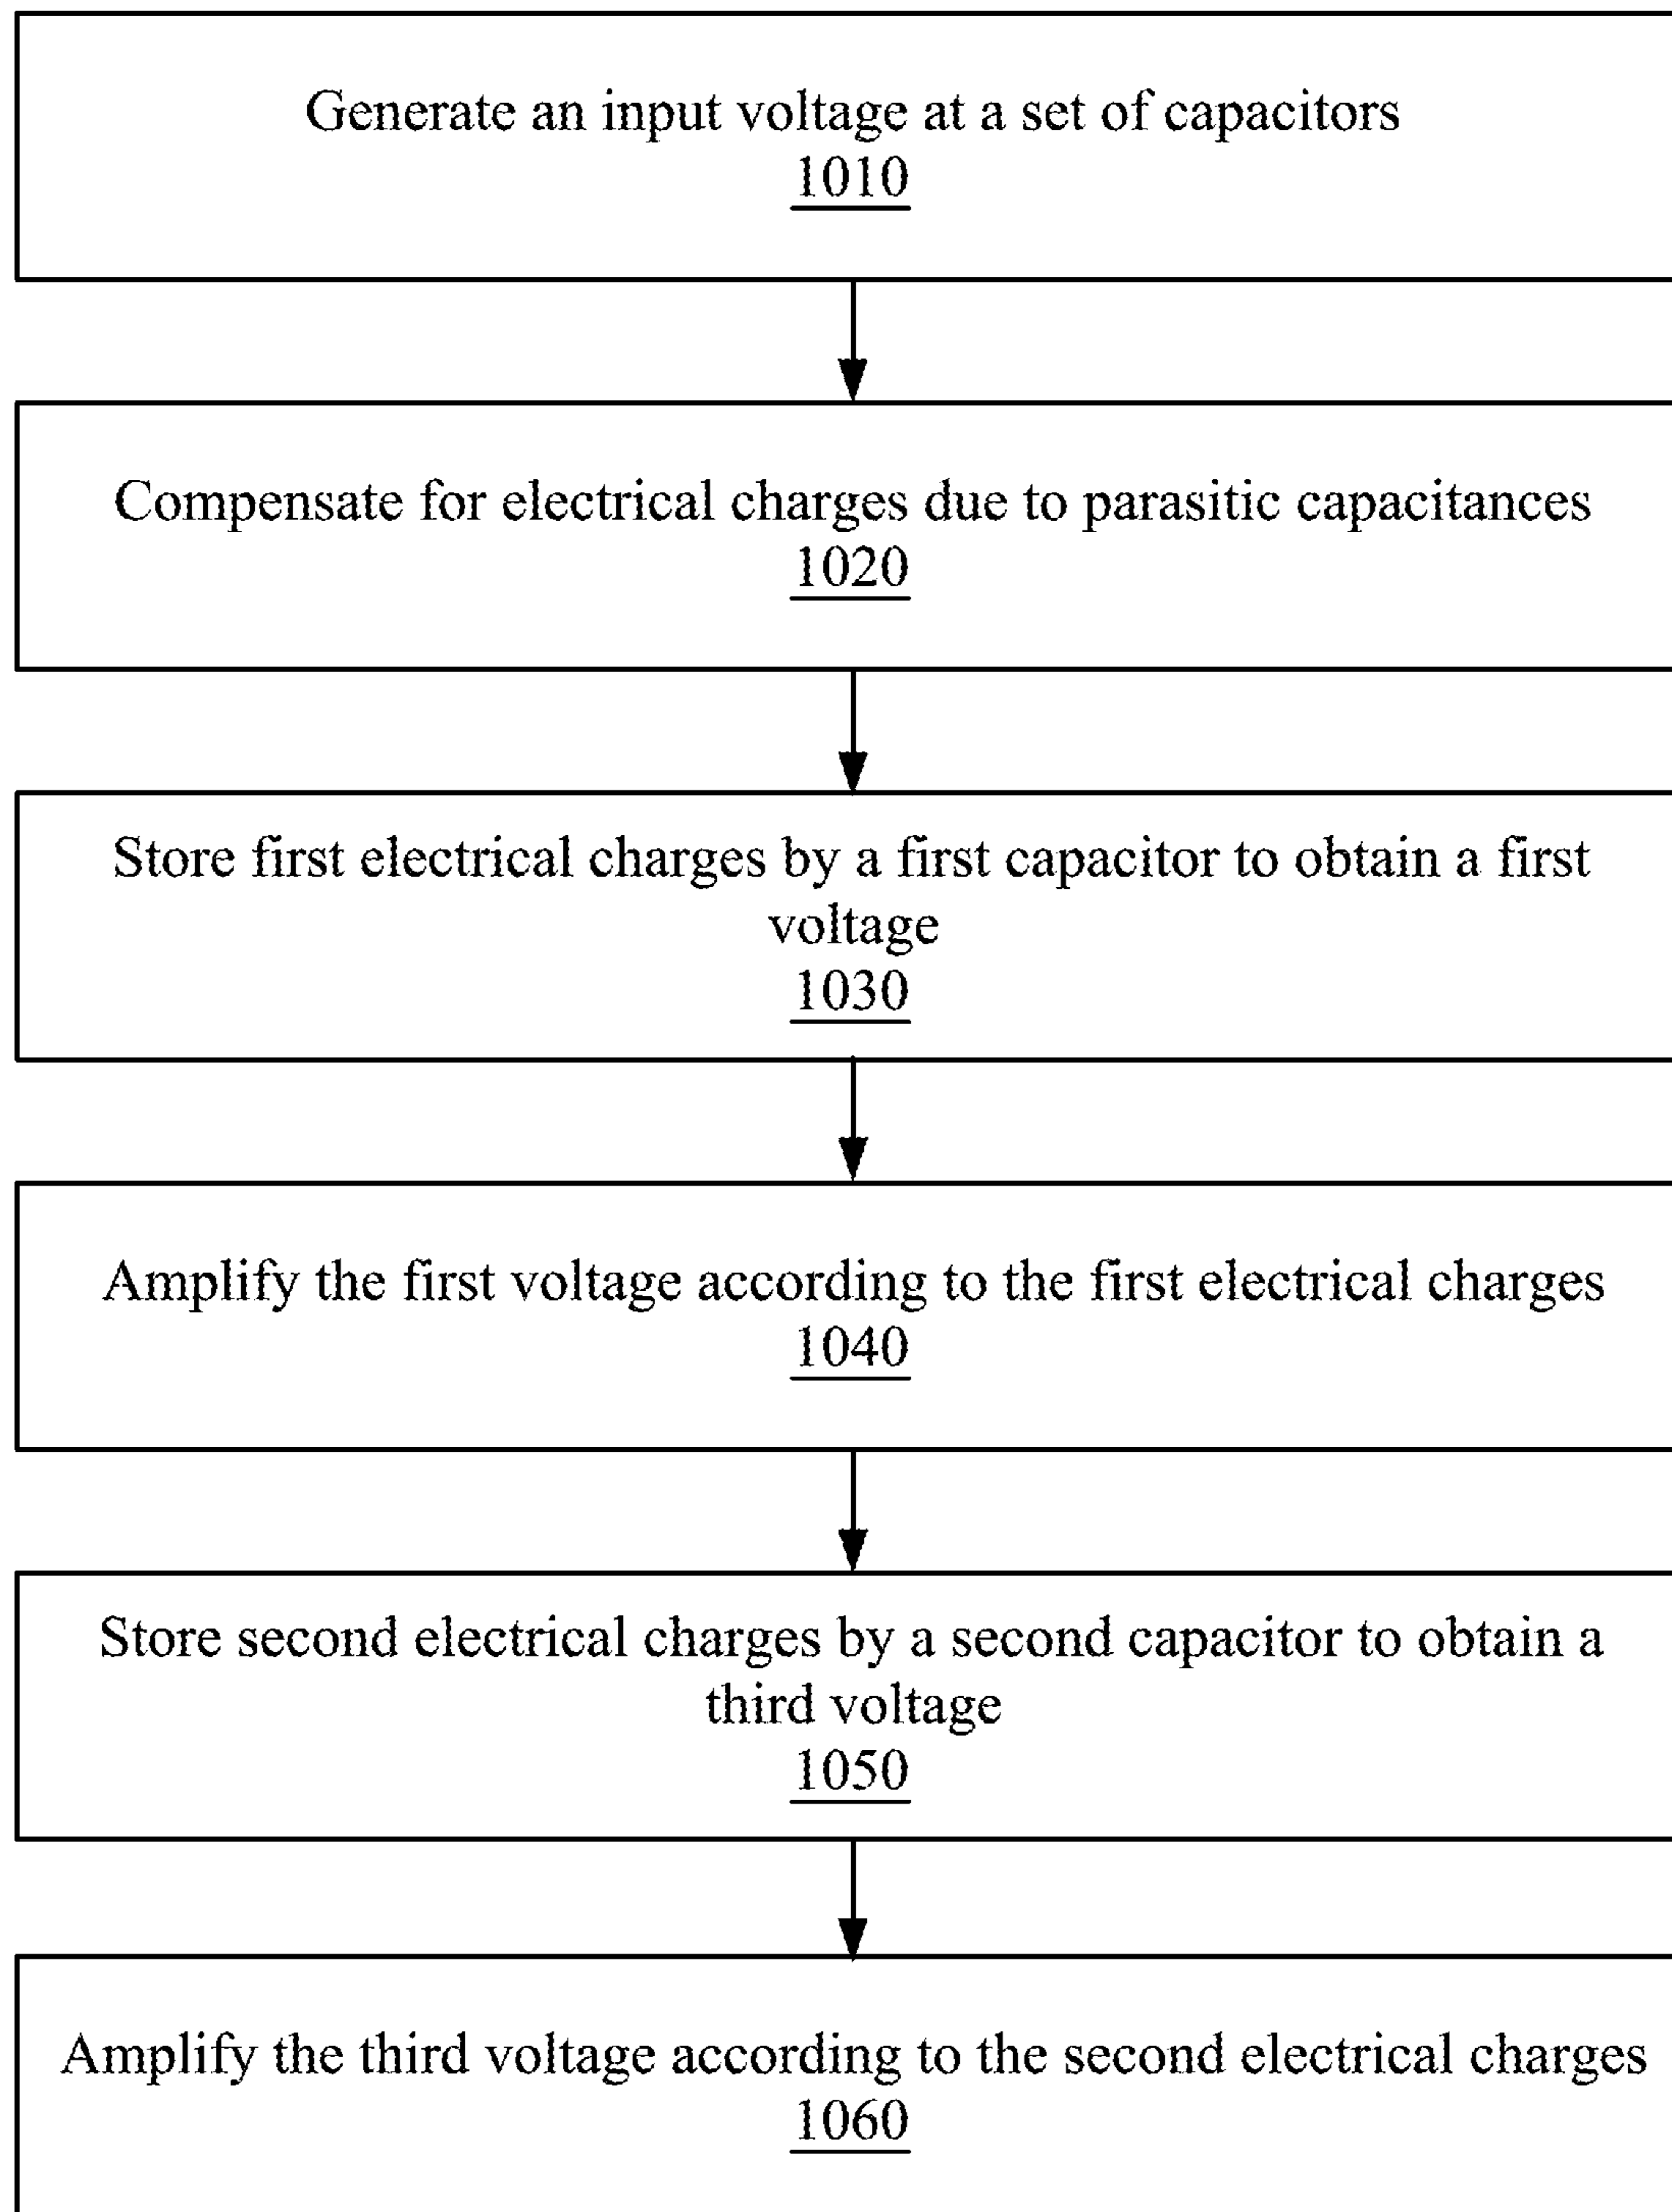 Generate an input voltage at a set of capacitors
1010
Compensate for electrical charges due to parasitic capacitances
1020
Store first electrical charges by a first capacitor to obtain a first
voltage
1030
Amplify the first voltage according to the first electrical charges
1040
Store second electrical charges by a second capacitor to obtain a
third voltage
1050
Amplify the third voltage according to the second electrical charges
1060